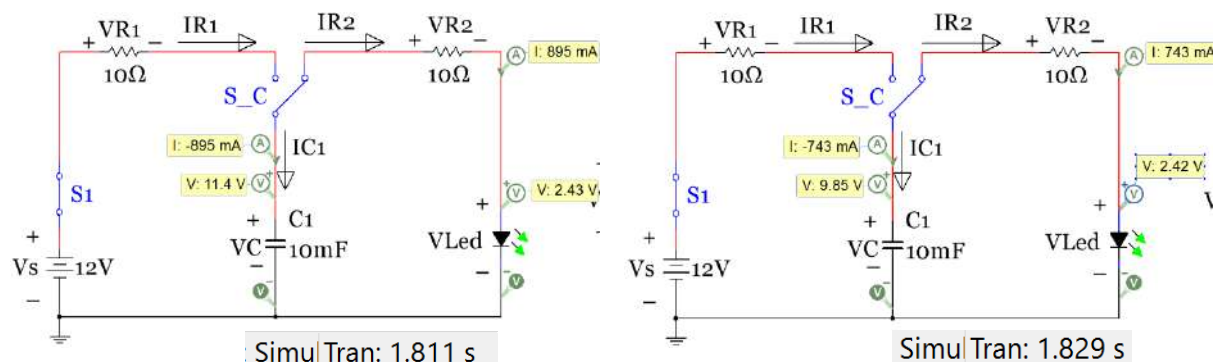 VR1 IR1 IR2 VR2
+ − + −
I: 895 mA
10Ω 10Ω
S_C
I: -895 mA IC1
V: 11.4 V V: 2.43 V
S1
+ + C1 +
VC 10mF VLed
Vs 12V
− − −
Simu Tran: 1.811 s
VR1 IR1 IR2 VR2
+ − + −
I: 743 mA
10Ω 10Ω
S_C
I: -743 mA IC1
V: 9.85 V V: 2.42 V
S1
+ + C1 +
VC 10mF VLed
Vs 12V
− − −
Simu Tran: 1.829 s